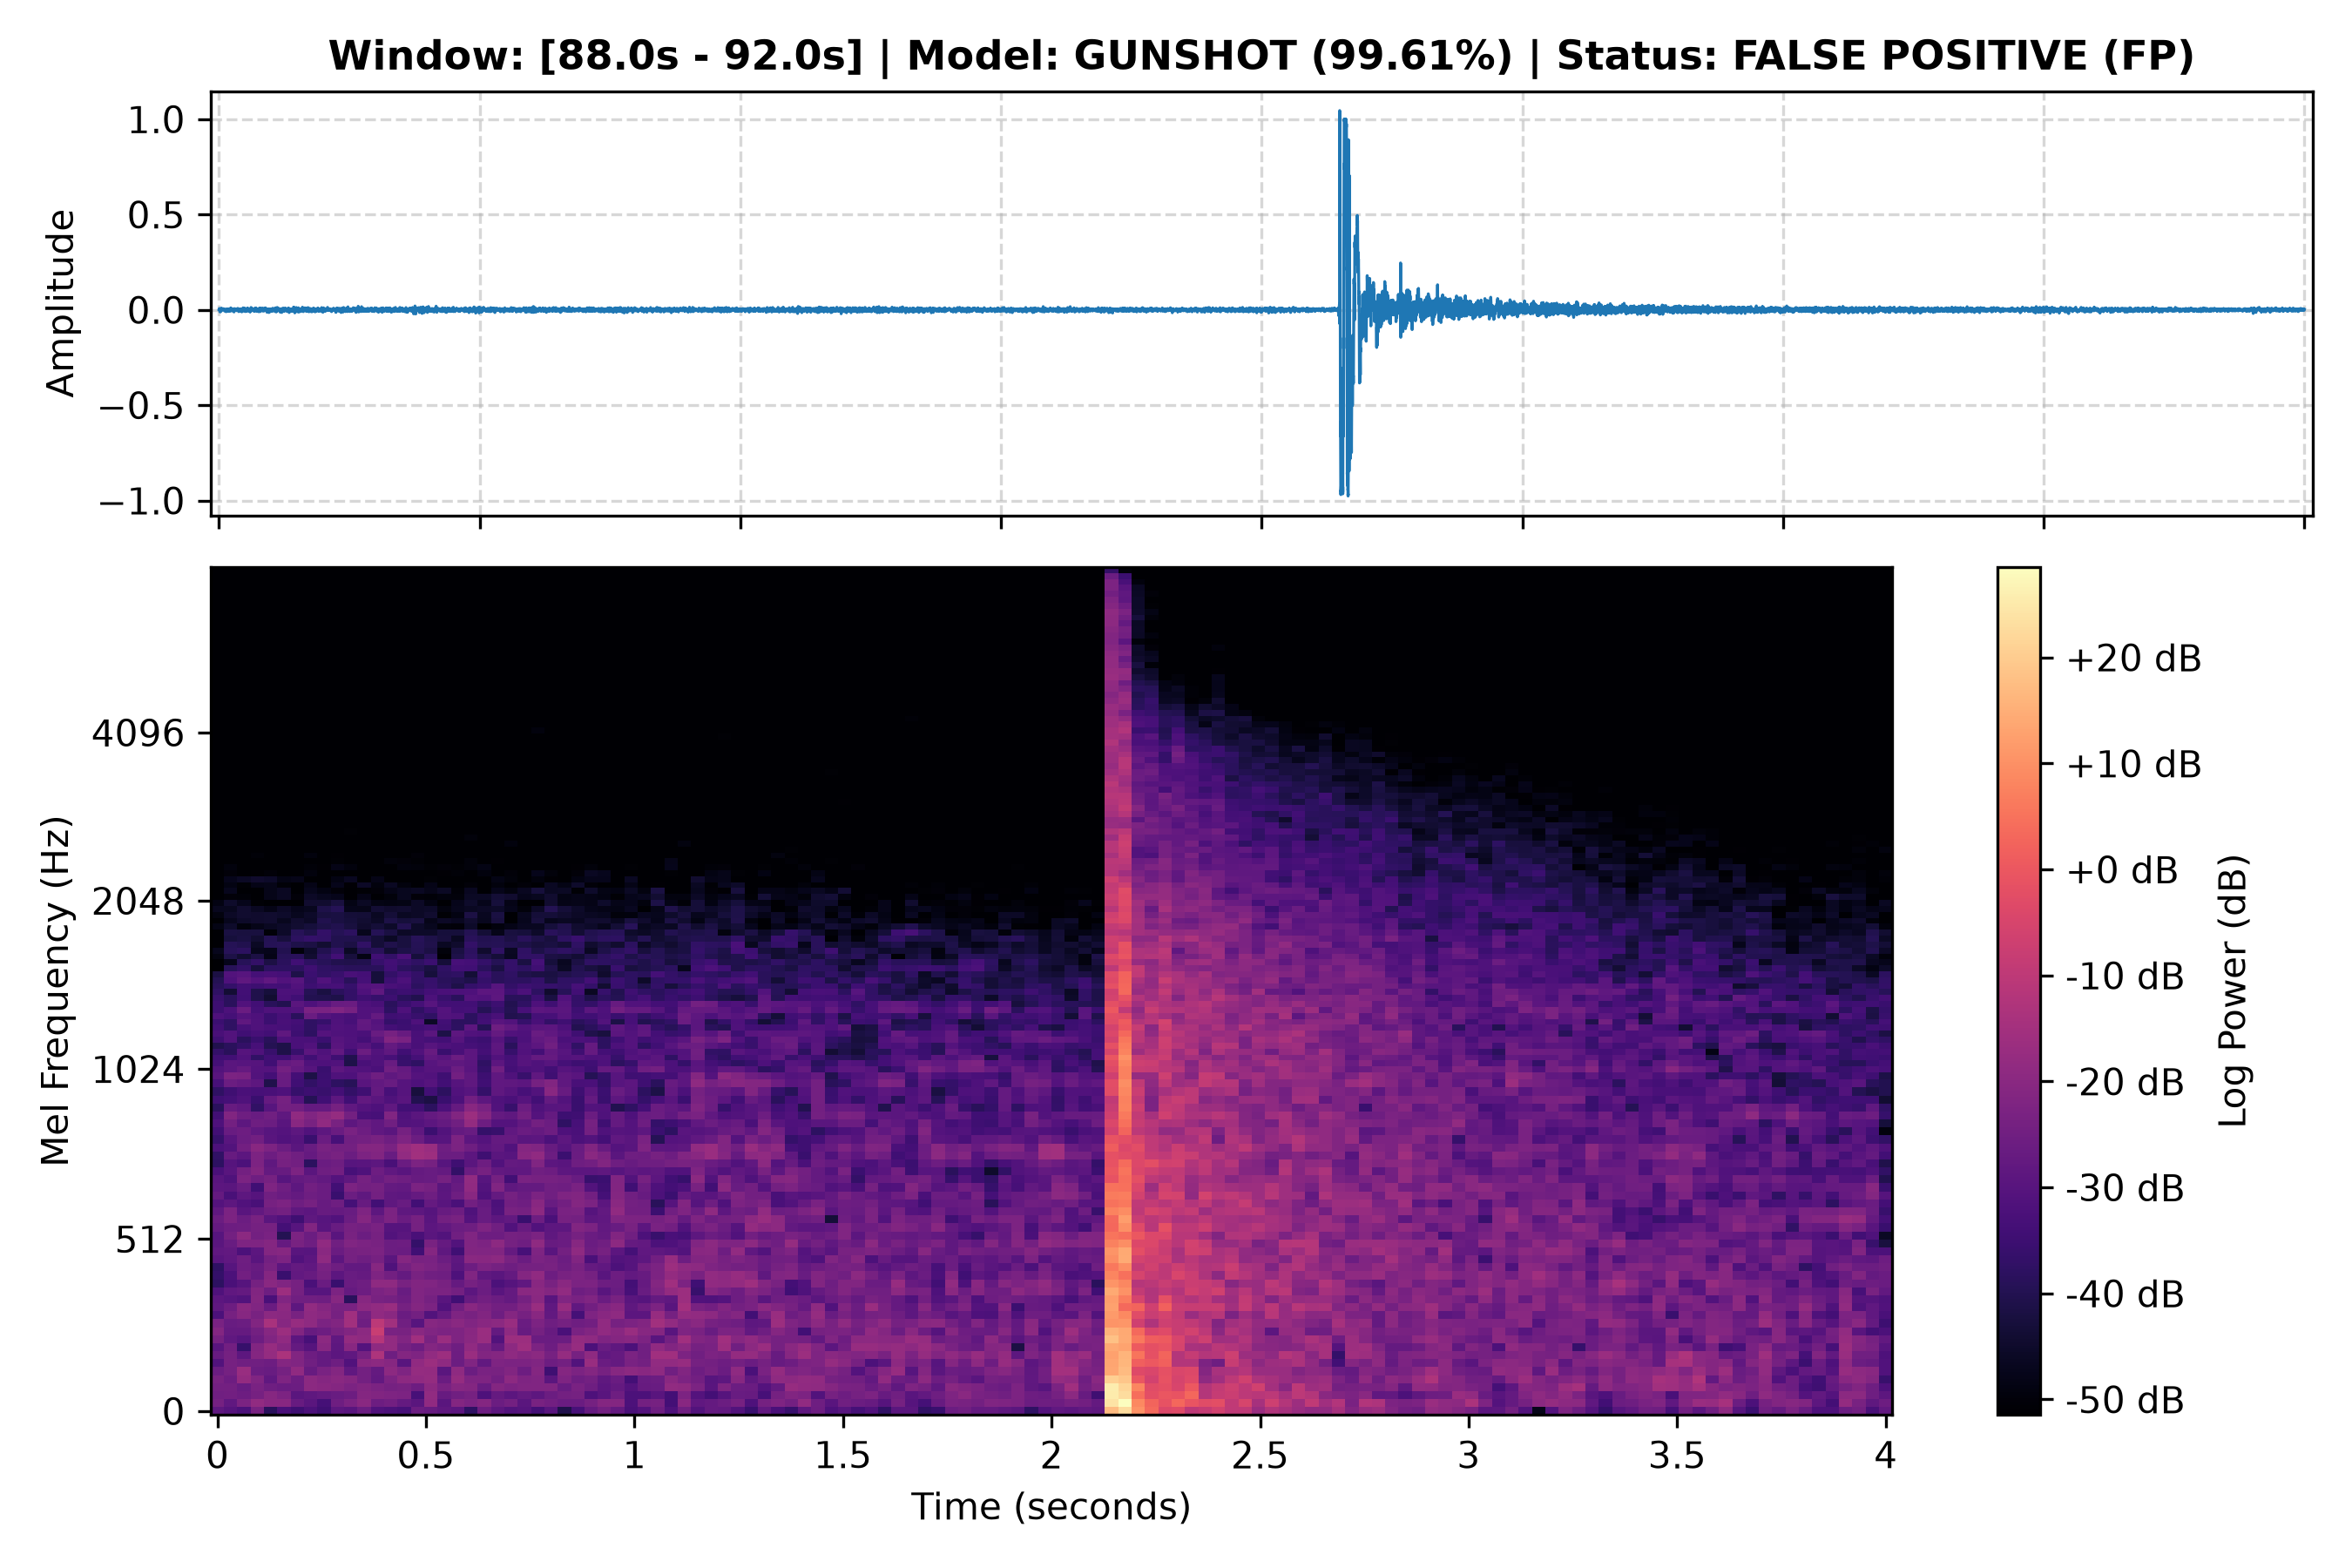 Window: [88.0s - 92.0s] | Model: GUNSHOT (99.61%) | Status: FALSE POSITIVE (FP)
1.0
0.5
0.0
−0.5
−1.0
Amplitude
4096
2048
1024
512
0
Mel Frequency (Hz)
0 0.5 1 1.5 2 2.5 3 3.5 4
Time (seconds)
+20 dB
+10 dB
+0 dB
-10 dB
-20 dB
-30 dB
-40 dB
-50 dB
Log Power (dB)